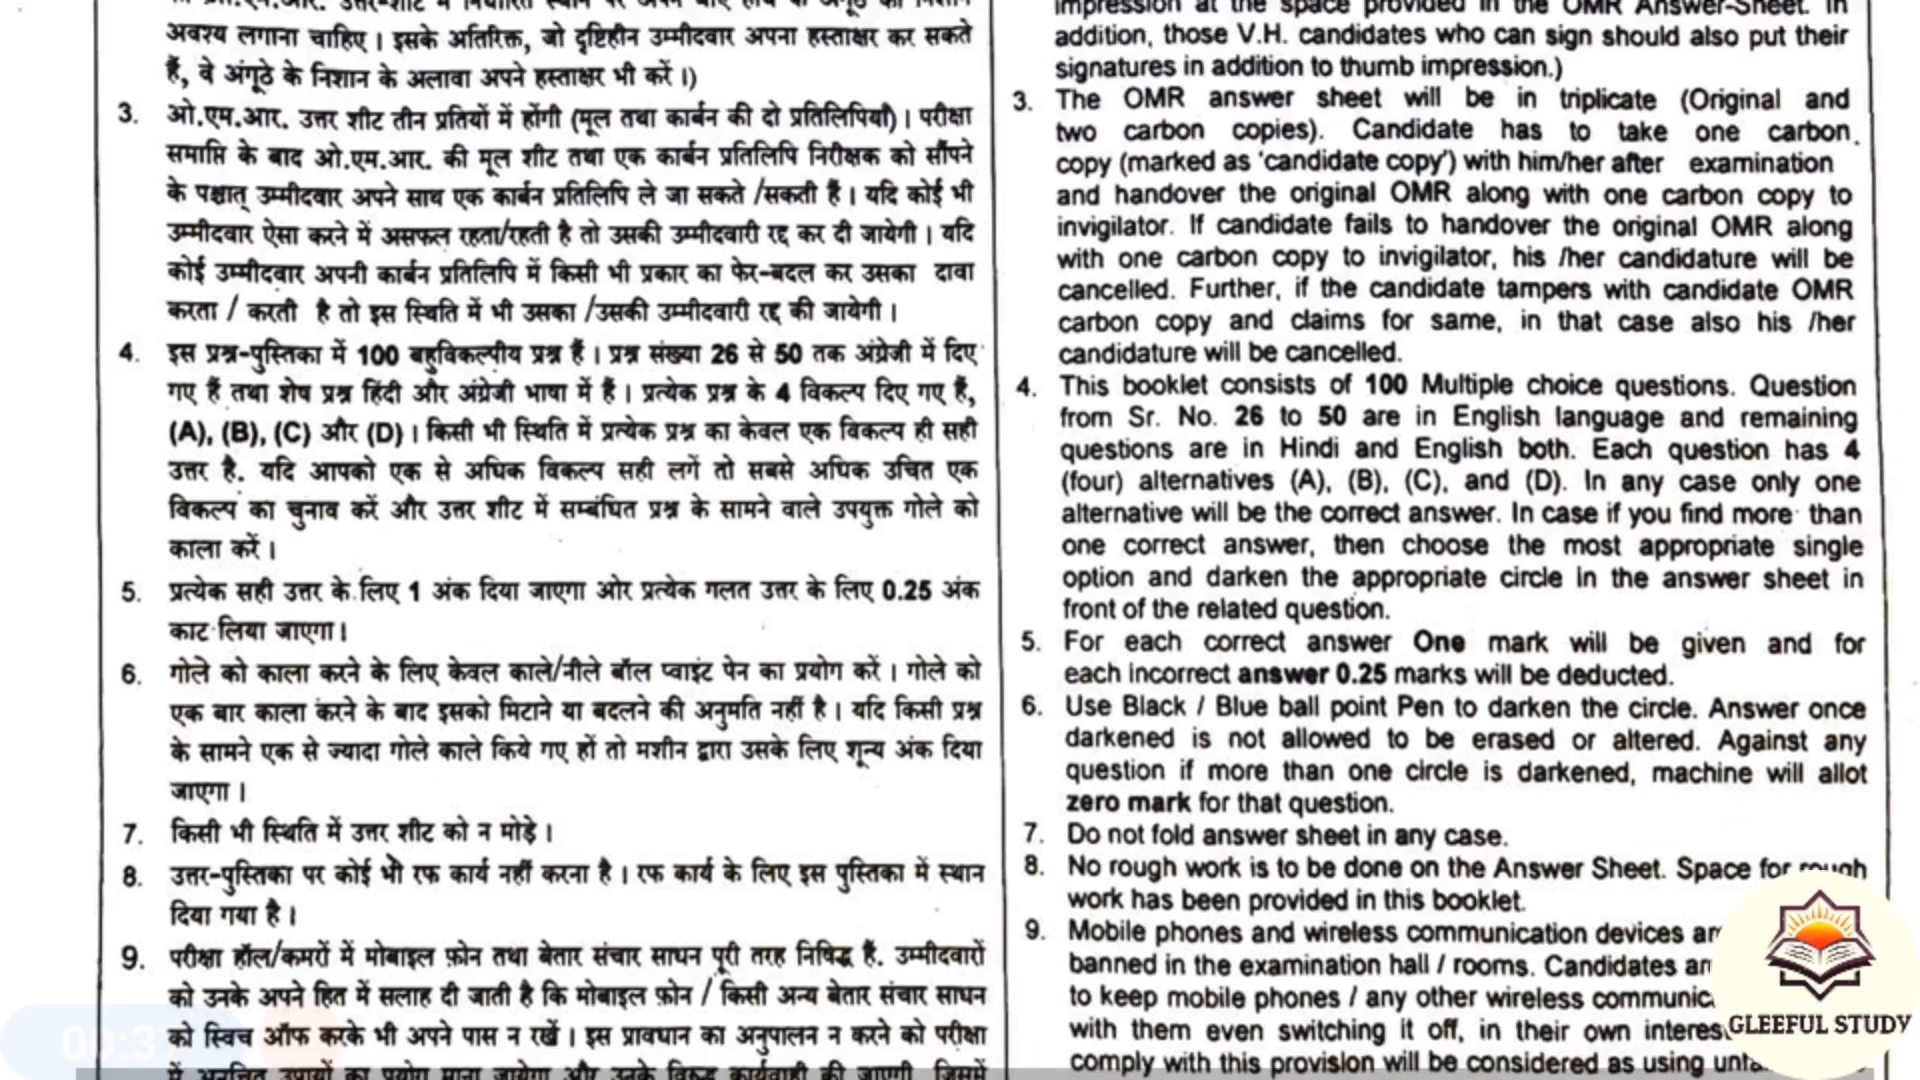 अवश्य लगाना चाहिए । इसके अतिरिक्त, जो दृष्टिहीन उम्मीदवार अपना हस्ताक्षर कर सकते
हैं, वे अंगूठे के निशान के अलावा अपने हस्ताक्षर भी करें ।)
3. ओ.एम.आर. उत्तर शीट तीन प्रतियों में होंगी (मूल तथा कार्बन की दो प्रतिलिपियाँ) । परीक्षा
समाप्ति के बाद ओ.एम.आर. की मूल शीट तथा एक कार्बन प्रतिलिपि निरीक्षक को सौंपने
के पश्चात् उम्मीदवार अपने साथ एक कार्बन प्रतिलिपि ले जा सकते /सकती हैं । यदि कोई भी
उम्मीदवार ऐसा करने में असफल रहता/रहती है तो उसकी उम्मीदवारी रद्द कर दी जायेगी । यदि
कोई उम्मीदवार अपनी कार्बन प्रतिलिपि में किसी भी प्रकार का फेर-बदल कर उसका दावा
करता / करती है तो इस स्थिति में भी उसका /उसकी उम्मीदवारी रद्द की जायेगी ।
4. इस प्रश्न-पुस्तिका में 100 बहुविकल्पीय प्रश्न हैं । प्रश्न संख्या 26 से 50 तक अंग्रेजी में दिए
गए हैं तथा शेष प्रश्न हिंदी और अंग्रेजी भाषा में हैं । प्रत्येक प्रश्न के 4 विकल्प दिए गए हैं,
(A), (B), (C) और (D) । किसी भी स्थिति में प्रत्येक प्रश्न का केवल एक विकल्प ही सही
उत्तर है. यदि आपको एक से अधिक विकल्प सही लगें तो सबसे अधिक उचित एक
विकल्प का चुनाव करें और उत्तर शीट में सम्बंधित प्रश्न के सामने वाले उपयुक्त गोले को
काला करें ।
5. प्रत्येक सही उत्तर के लिए 1 अंक दिया जाएगा ओर प्रत्येक गलत उत्तर के लिए 0.25 अंक
काट लिया जाएगा ।
6. गोले को काला करने के लिए केवल काले/नीले बॉल प्वाइंट पेन का प्रयोग करें । गोले को
एक बार काला करने के बाद इसको मिटाने या बदलने की अनुमति नहीं है । यदि किसी प्रश्न
के सामने एक से ज्यादा गोले काले किये गए हों तो मशीन द्वारा उसके लिए शून्य अंक दिया
जाएगा ।
7. किसी भी स्थिति में उत्तर शीट को न मोड़े ।
8. उत्तर-पुस्तिका पर कोई भी रफ कार्य नहीं करना है । रफ कार्य के लिए इस पुस्तिका में स्थान
दिया गया है ।
9. परीक्षा हॉल/कमरों में मोबाइल फ़ोन तथा बेतार संचार साधन पूरी तरह निषिद्ध हैं. उम्मीदवारों
को उनके अपने हित में सलाह दी जाती है कि मोबाइल फ़ोन / किसी अन्य बेतार संचार साधन
को स्विच ऑफ करके भी अपने पास न रखें । इस प्रावधान का अनुपालन न करने को परीक्षा
में अनुचित उपायों का प्रयोग माना जायेगा और उनके विरुद्ध कार्यवाही की जाएगी, जिसमें
impression at the space provided in the OMR Answer-Sheet. In
addition, those V.H. candidates who can sign should also put their
signatures in addition to thumb impression.)
3. The OMR answer sheet will be in triplicate (Original and
two carbon copies). Candidate has to take one carbon
copy (marked as 'candidate copy') with him/her after examination
and handover the original OMR along with one carbon copy to
invigilator. If candidate fails to handover the original OMR along
with one carbon copy to invigilator, his /her candidature will be
cancelled. Further, if the candidate tampers with candidate OMR
carbon copy and claims for same, in that case also his /her
candidature will be cancelled.
4. This booklet consists of 100 Multiple choice questions. Question
from Sr. No. 26 to 50 are in English language and remaining
questions are in Hindi and English both. Each question has 4
(four) alternatives (A), (B), (C), and (D). In any case only one
alternative will be the correct answer. In case if you find more than
one correct answer, then choose the most appropriate single
option and darken the appropriate circle in the answer sheet in
front of the related question.
5. For each correct answer One mark will be given and for
each incorrect answer 0.25 marks will be deducted.
6. Use Black / Blue ball point Pen to darken the circle. Answer once
darkened is not allowed to be erased or altered. Against any
question if more than one circle is darkened, machine will allot
zero mark for that question.
7. Do not fold answer sheet in any case.
8. No rough work is to be done on the Answer Sheet. Space for rough
work has been provided in this booklet.
9. Mobile phones and wireless communication devices
banned in the examination hall / rooms. Candidates
to keep mobile phones / any other wireless
with them even switching it off, in their own
comply with this provision will be considered as using
GLEEFUL STUDY